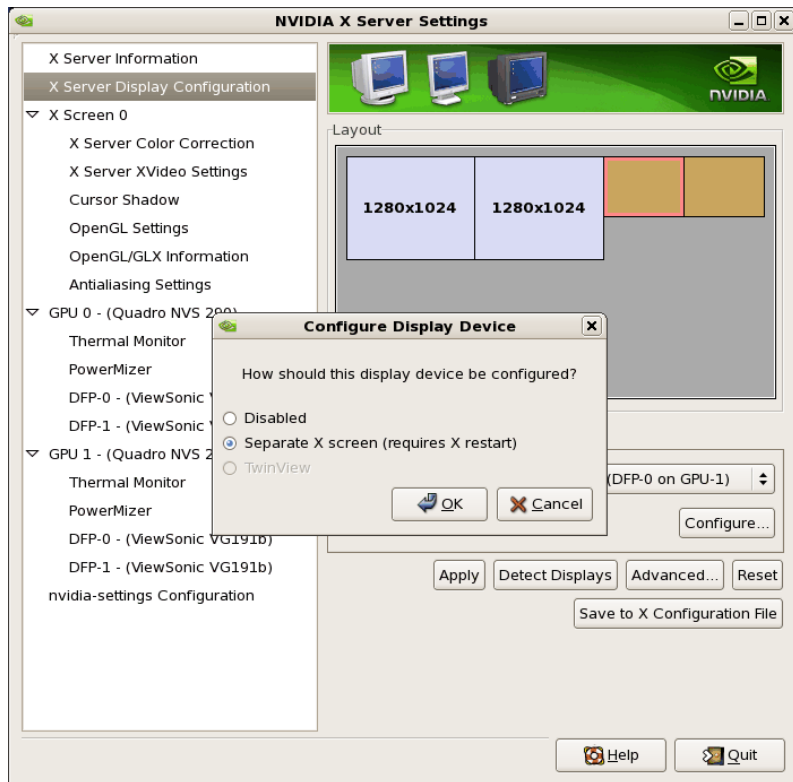 NVIDIA X Server Settings
X Server Information
X Server Display Configuration
X Screen 0
X Server Color Correction
X Server XVideo Settings
Cursor Shadow
OpenGL Settings
OpenGL/GLX Information
Antialiasing Settings
GPU 0 - (Quadro NVS 290)
Thermal Monitor
PowerMizer
DFP-0 - (ViewSonic
DFP-1 - (ViewSonic
GPU 1 - (Quadro NVS 2
Thermal Monitor
PowerMizer
DFP-0 - (ViewSonic VG191b)
DFP-1 - (ViewSonic VG191b)
nvidia-settings Configuration
NVIDIA.
Layout
1280x1024 1280x1024
Configure Display Device
How should this display device be configured?
Disabled
Separate X screen (requires X restart)
TwinView
OK Cancel
(DFP-0 on GPU-1)
Configure...
Apply Detect Displays Advanced... Reset
Save to X Configuration File
Help Quit